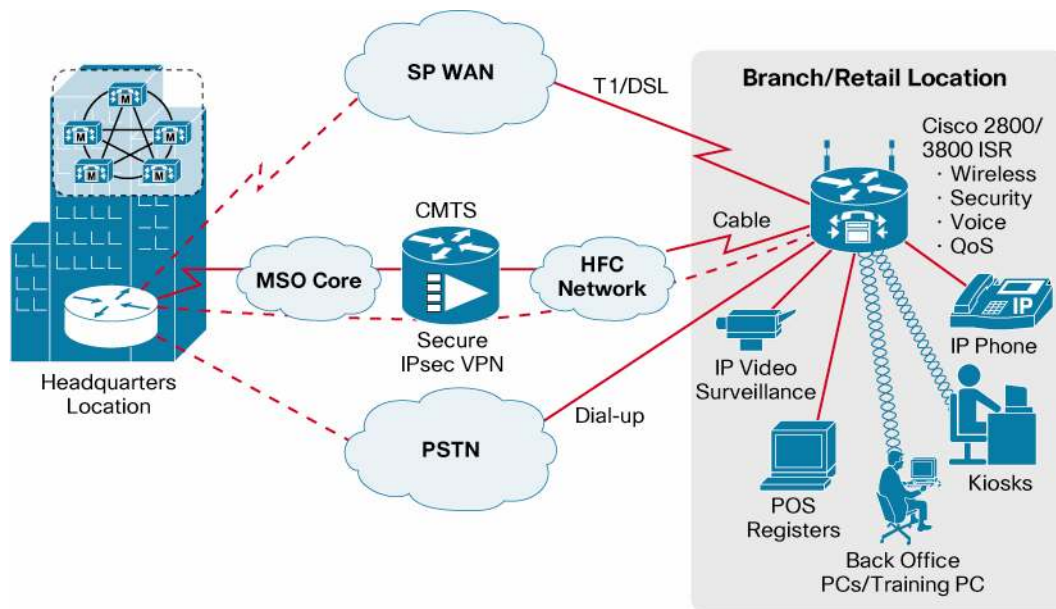 SP WAN
T1/DSL
Branch/Retail Location
Cisco 2800/
3800 ISR
· Wireless
· Security
· Voice
· QoS
M
M
M
M
M
CMTS
Cable
MSO Core
HFC
Network
Secure
IPsec VPN
Headquarters
Location
IP
IP Phone
IP Video
Surveillance
Dial-up
PSTN
POS
Registers
Kiosks
Back Office
PCs/Training PC